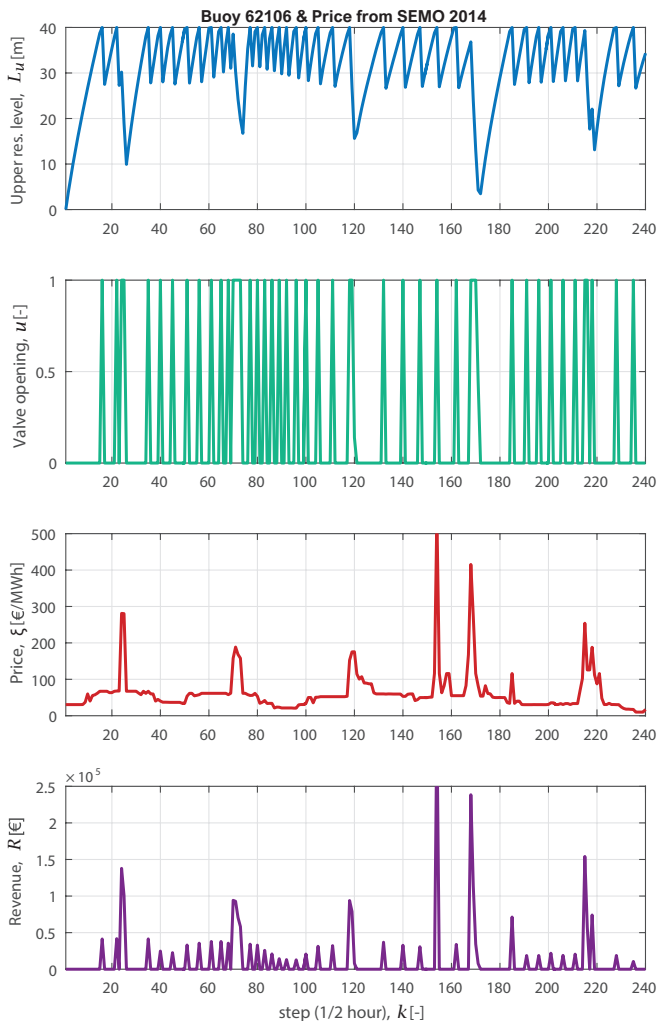 Buoy 62106 & Price from SEMO 2014
Upper res. level, L_u [m]
40
30
20
10
0
20 40 60 80 100 120 140 160 180 200 220 240
Valve opening, u [-]
1
0.5
0
20 40 60 80 100 120 140 160 180 200 220 240
Price, ξ [€/MWh]
500
400
300
200
100
0
20 40 60 80 100 120 140 160 180 200 220 240
× 10^5
Revenue, R [€]
2.5
2
1.5
1
0.5
0
20 40 60 80 100 120 140 160 180 200 220 240
step (1/2 hour), k [-]